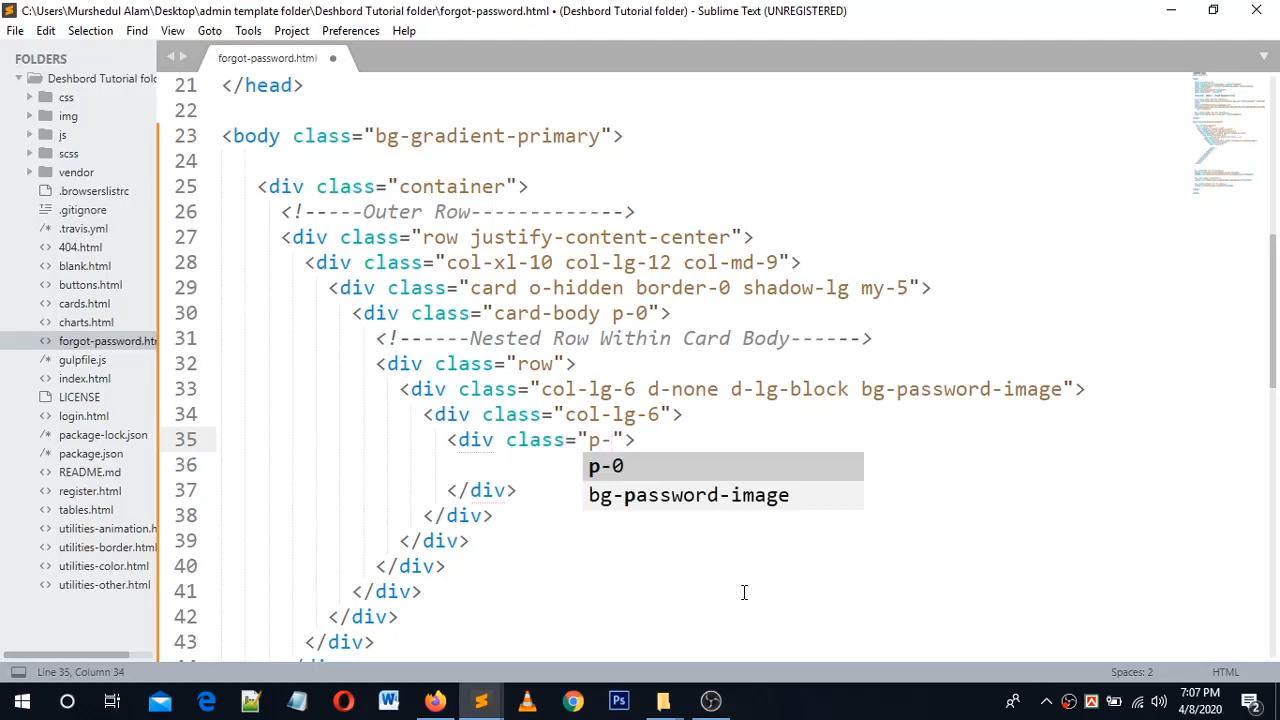 C:\Users\Murshedul Alam\Desktop\admin template folder\Deshbord Tutorial folder\forgot-password.html • (Deshbord Tutorial folder) - Sublime Text (UNREGISTERED)
File Edit Selection Find View Goto Tools Project Preferences Help
FOLDERS
Deshbord Tutorial fold
css
img
js
scss
vendor
.browserslistrc
.gitignore
.travis.yml
404.html
blank.html
buttons.html
cards.html
charts.html
forgot-password.htm
gulpfile.js
index.html
LICENSE
login.html
package-lock.json
package.json
README.md
register.html
tables.html
utilities-animation.h
utilities-border.html
utilities-color.html
utilities-other.html
forgot-password.html
21 </head>
22
23 <body class="bg-gradient-primary">
24
25 <div class="container">
26 <!-----Outer Row------------->
27 <div class="row justify-content-center">
28 <div class="col-xl-10 col-lg-12 col-md-9">
29 <div class="card o-hidden border-0 shadow-lg my-5">
30 <div class="card-body p-0">
31 <!------Nested Row Within Card Body------>
32 <div class="row">
33 <div class="col-lg-6 d-none d-lg-block bg-password-image">
34 <div class="col-lg-6">
35 <div class="p-">
36
p-0
bg-password-image
37 </div>
38 </div>
39 </div>
40 </div>
41 </div>
42 </div>
43 </div>
Line 35, Column 34
Spaces: 2
HTML
7:07 PM
4/8/2020
2